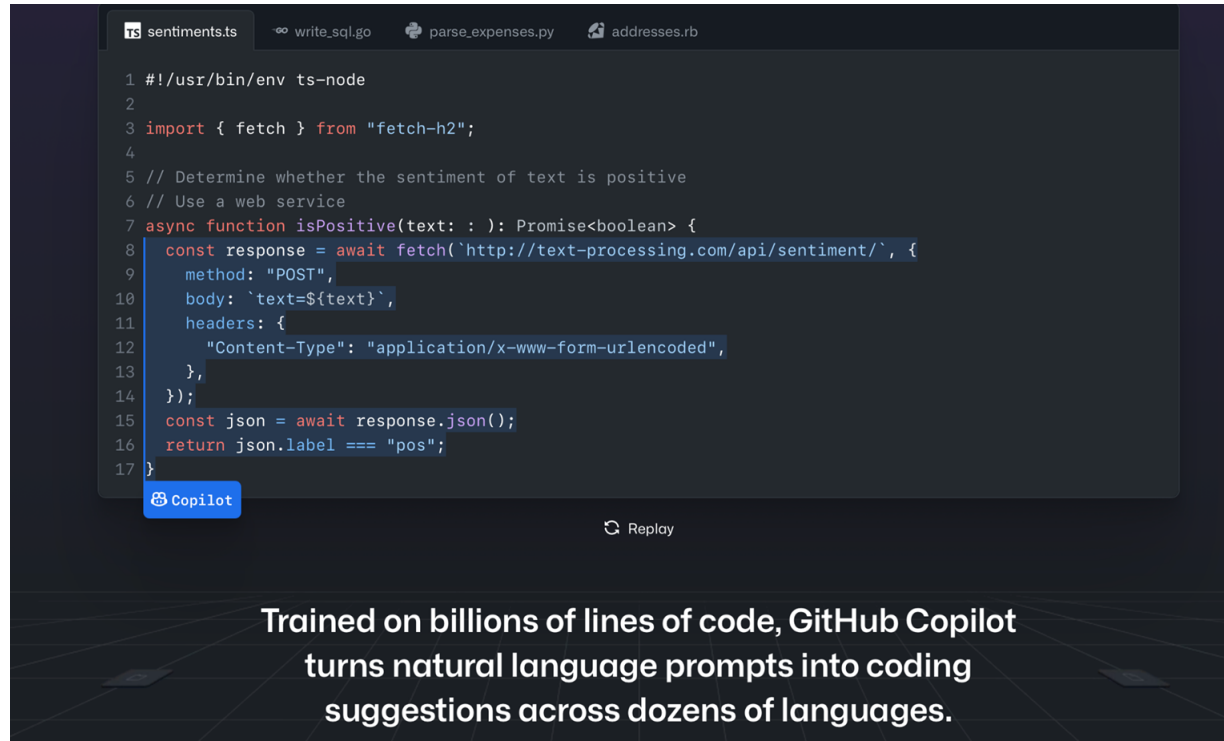 TS sentiments.ts GO write_sql.go parse_expenses.py addresses.rb
1 #!/usr/bin/env ts-node
2
3 import { fetch } from "fetch-h2";
4
5 // Determine whether the sentiment of text is positive
6 // Use a web service
7 async function isPositive(text: : ): Promise<boolean> {
8   const response = await fetch(`http://text-processing.com/api/sentiment/`, {
9     method: "POST",
10     body: `text=${text}`,
11     headers: {
12       "Content-Type": "application/x-www-form-urlencoded",
13     },
14   });
15   const json = await response.json();
16   return json.label === "pos";
17 }
Copilot
Replay
Trained on billions of lines of code, GitHub Copilot
turns natural language prompts into coding
suggestions across dozens of languages.